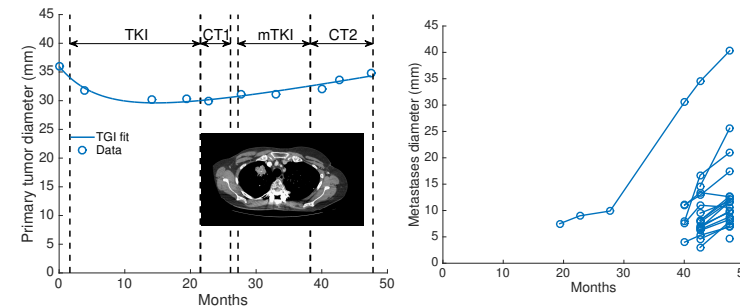 TKI CT1 mTKI CT2
Primary tumor diameter (mm)
45
40
35
30
25
20
15
10
5
0
TGI fit
Data
0 10 20 30 40 50
Months
Metastases diameter (mm)
45
40
35
30
25
20
15
10
5
0
0 10 20 30 40 50
Months